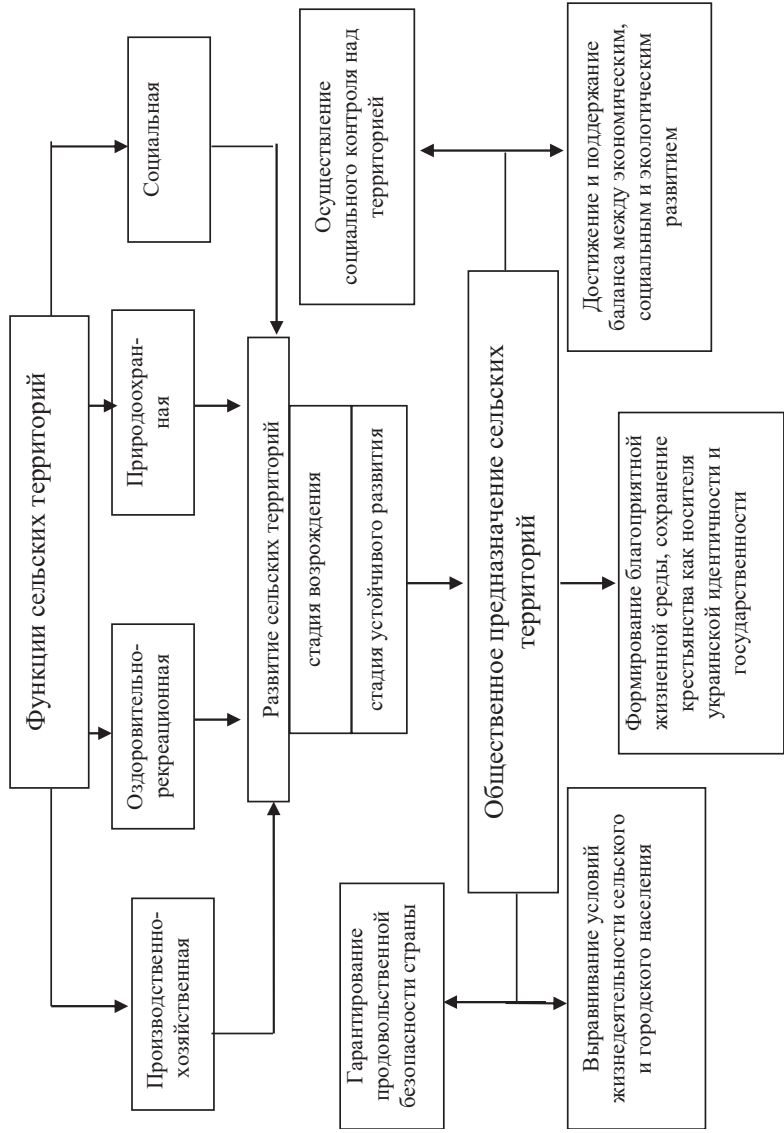 Функции сельских территорий
Производственно-
хозяйственная
Оздоровительно-
рекреационная
Природоохран-
ная
Социальная
Развитие сельских территорий
стадия возрождения
стадия устойчивого развития
Гарантирование
продовольственной
безопасности страны
Осуществление
социального контроля над
территорией
Общественное предназначение сельских
территорий
Выравнивание условий
жизнедеятельности сельского
и городского населения
Формирование благоприятной
жизненной среды, сохранение
крестьянства как носителя
украинской идентичности и
государственности
Достижение и поддержание
баланса между экономическим,
социальным и экологическим
развитием